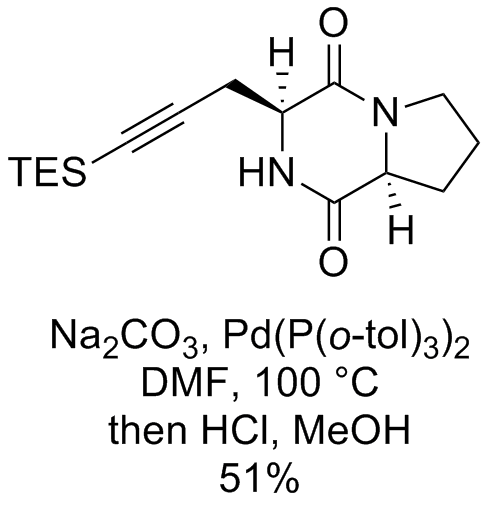 O
H
N
TES
HN
H
O
Na₂CO₃, Pd(P(o-tol)₃)₂
DMF, 100 °C
then HCl, MeOH
51%